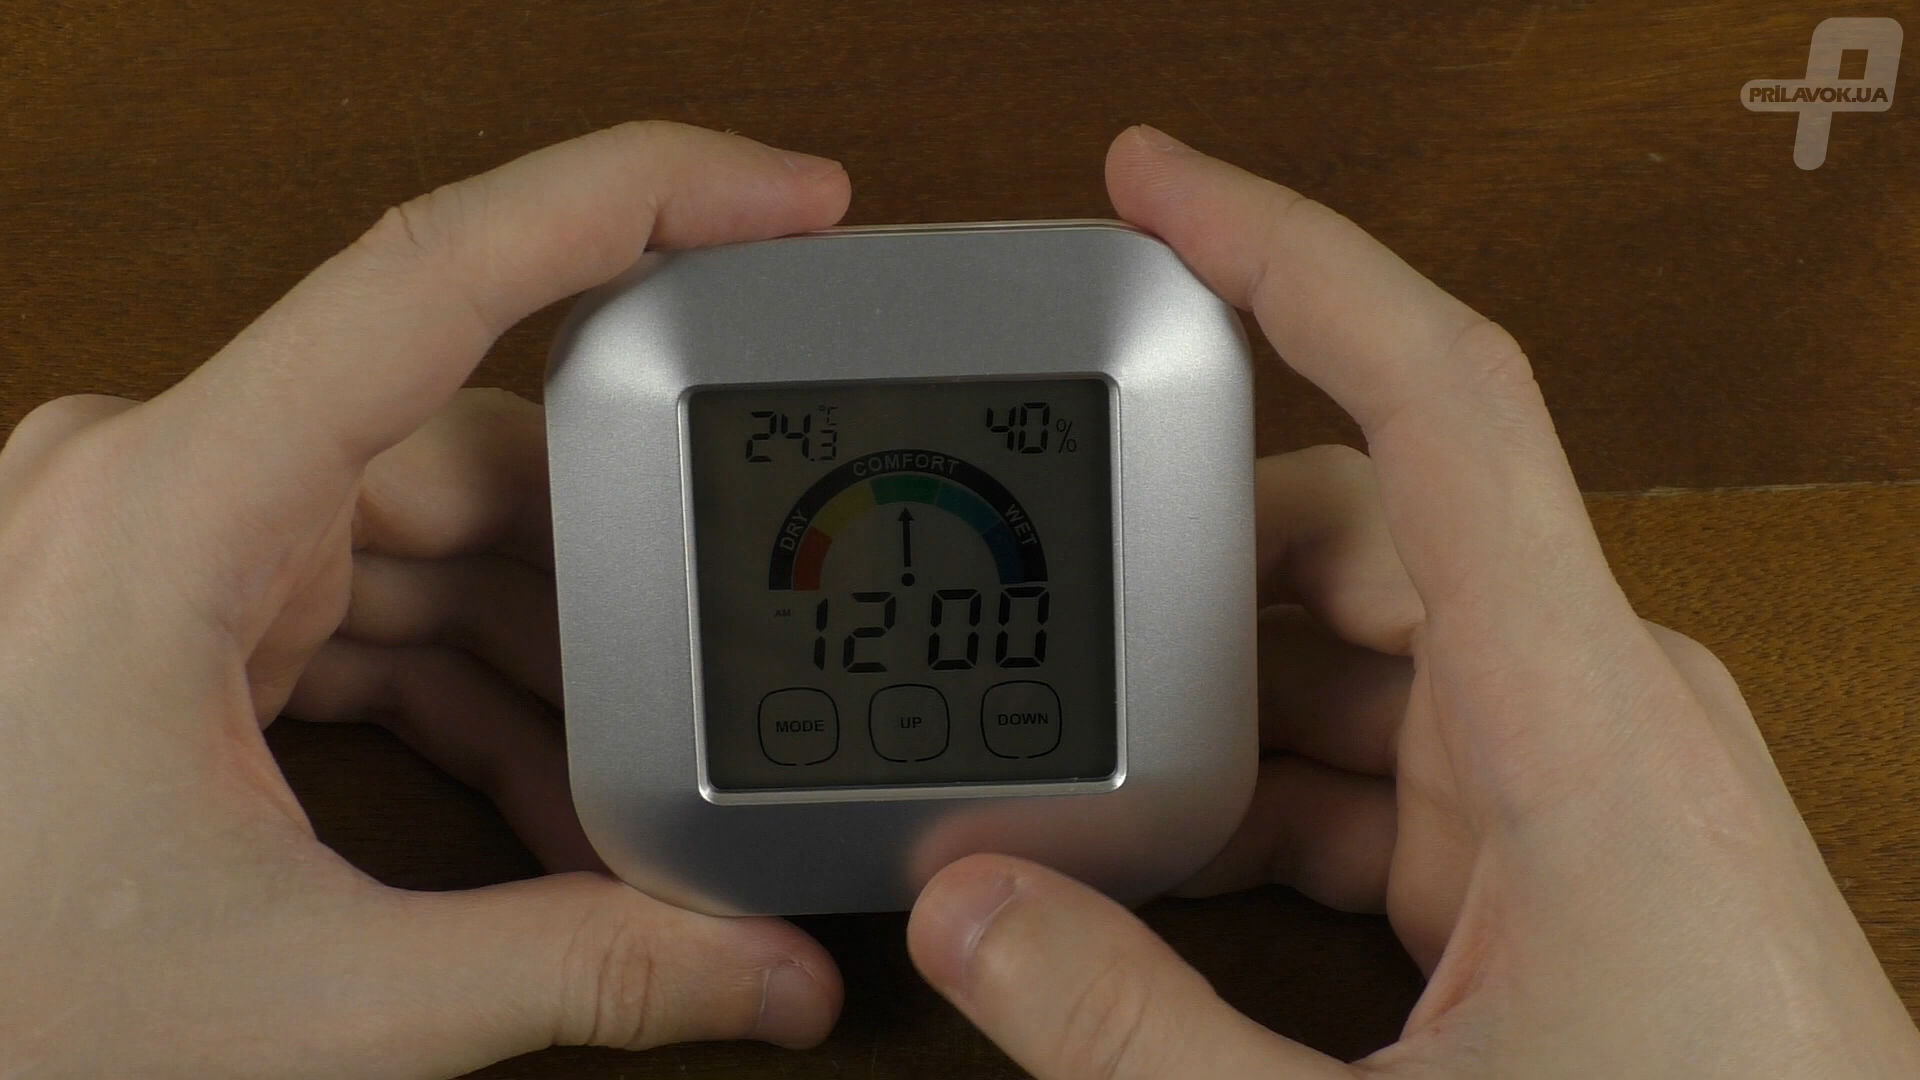 PRILAVOK.UA
24.3 °C
40 %
COMFORT
DRY
WET
AM
12 00
MODE
UP
DOWN